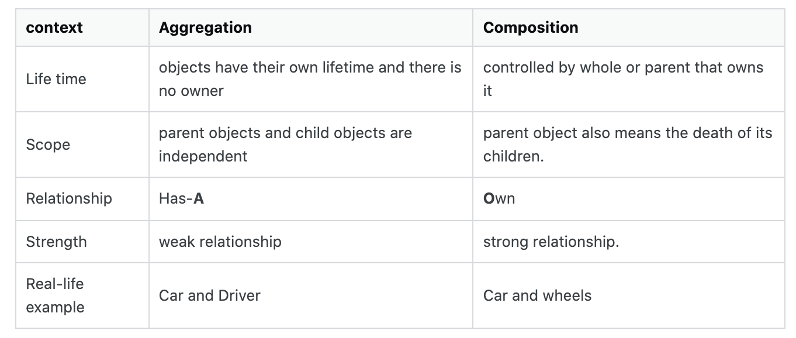 context Aggregation Composition
Life time
objects have their own lifetime and there is
no owner
controlled by whole or parent that owns
it
Scope
parent objects and child objects are
independent
parent object also means the death of its
children.
Relationship Has-A Own
Strength weak relationship strong relationship.
Real-life
example
Car and Driver
Car and wheels